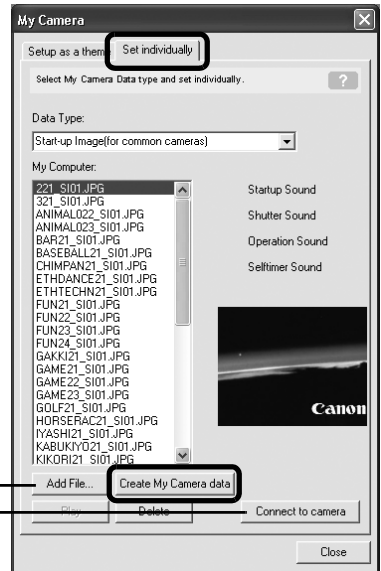 My Camera
Setup as a theme Set individually
Select My Camera Data type and set individually. ?
Data Type:
Start-up Image(for common cameras)
My Computer:
221_SI01.JPG
321_SI01.JPG
ANIMAL022_SI01.JPG
ANIMAL023_SI01.JPG
BAR21_SI01.JPG
BASEBALL21_SI01.JPG
CHIMPAN21_SI01.JPG
ETHDANCE21_SI01.JPG
ETHTECHN21_SI01.JPG
FUN21_SI01.JPG
FUN22_SI01.JPG
FUN23_SI01.JPG
FUN24_SI01.JPG
GAKKI21_SI01.JPG
GAME21_SI01.JPG
GAME22_SI01.JPG
GAME23_SI01.JPG
GOLF21_SI01.JPG
HORSERAC21_SI01.JPG
IYASHI21_SI01.JPG
KABUKIYO21_SI01.JPG
KIKORI21_SI01.JPG
Startup Sound
Shutter Sound
Operation Sound
Selftimer Sound
Canon
Add File... Create My Camera data
Play Delete Connect to camera
Close